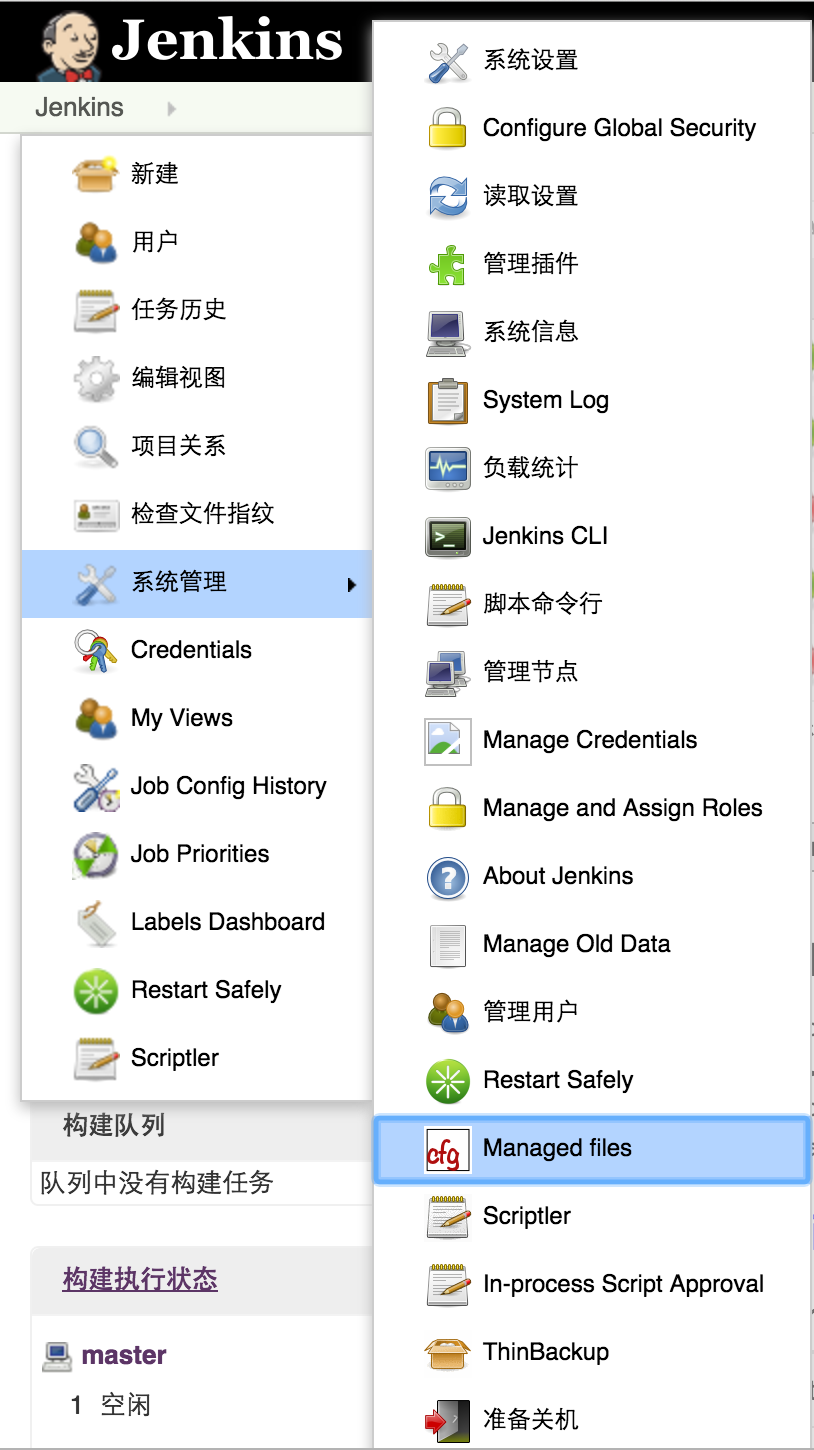 Jenkins
Jenkins
新建
用户
任务历史
编辑视图
项目关系
检查文件指纹
系统管理
Credentials
My Views
Job Config History
Job Priorities
Labels Dashboard
Restart Safely
Scriptler
构建队列
队列中没有构建任务
构建执行状态
master
1 空闲
系统设置
Configure Global Security
读取设置
管理插件
系统信息
System Log
负载统计
Jenkins CLI
脚本命令行
管理节点
Manage Credentials
Manage and Assign Roles
About Jenkins
Manage Old Data
管理用户
Restart Safely
cfg
Managed files
Scriptler
In-process Script Approval
ThinBackup
准备关机